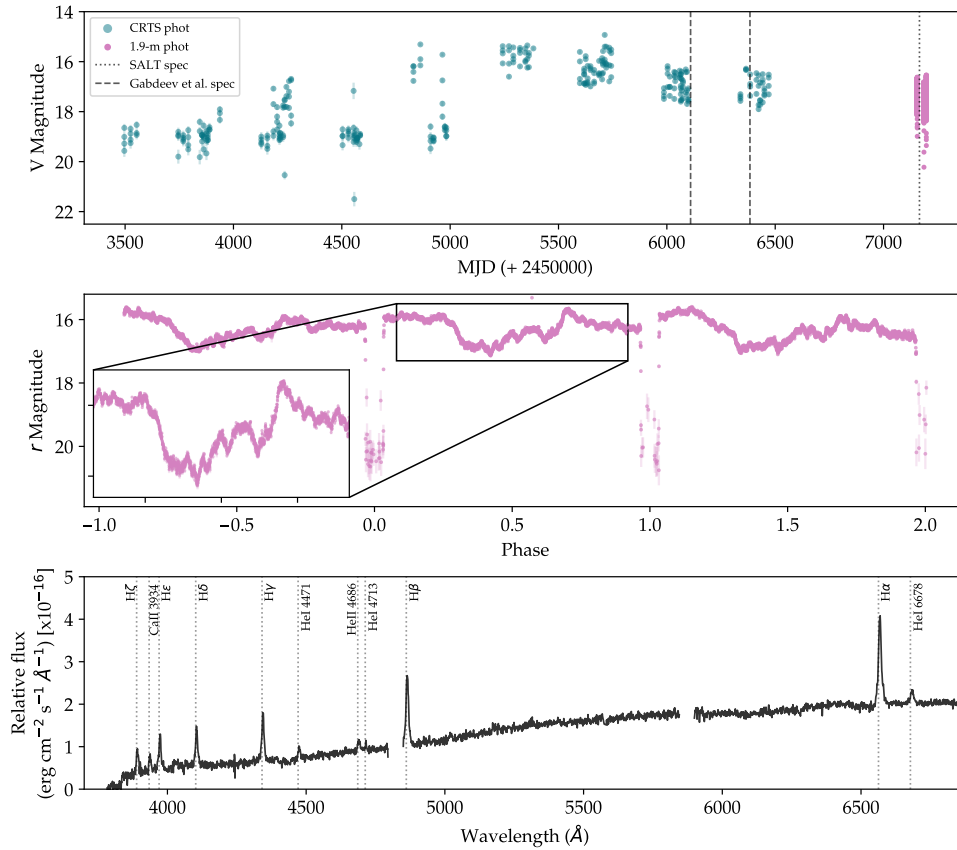 14
16
18
20
22
V Magnitude
CRTS phot
1.9-m phot
SALT spec
Gabdeev et al. spec
3500 4000 4500 5000 5500 6000 6500 7000
MJD (+ 2450000)
16
18
20
r Magnitude
−1.0 −0.5 0.0 0.5 1.0 1.5 2.0
Phase
5
4
3
2
1
0
Relative flux
(erg cm⁻² s⁻¹ Å⁻¹) [x10⁻¹⁶)
Hζ
CaII 3934
Hε
Hδ
Hγ
HeI 4471
HeII 4686
HeI 4713
Hβ
Hα
HeI 6678
4000 4500 5000 5500 6000 6500
Wavelength (Å)